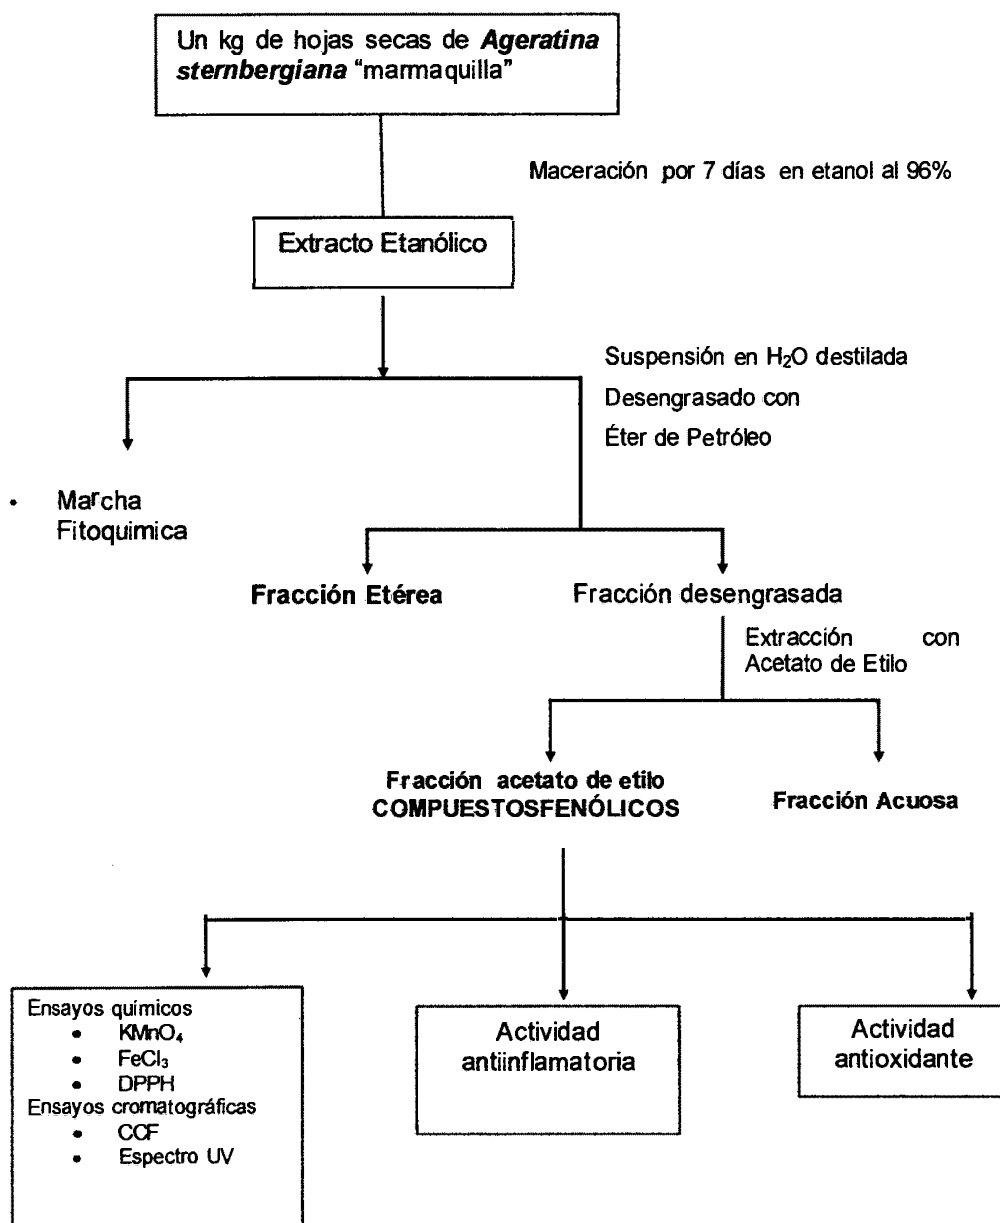 Un kg de hojas secas de Ageratina
sternbergiana “marmaquilla”
Maceración por 7 días en etanol al 96%
Extracto Etanólico
Suspensión en H₂O destilada
Desengrasado con
Éter de Petróleo
• Marcha
Fitoquimica
Fracción Etérea
Fracción desengrasada
Extracción con
Acetato de Etilo
Fracción acetato de etilo
COMPUESTOSFENÓLICOS
Fracción Acuosa
Ensayos químicos
• KMnO₄
• FeCl₃
• DPPH
Ensayos cromatográficas
• CCF
• Espectro UV
Actividad
antiinflamatoria
Actividad
antioxidante